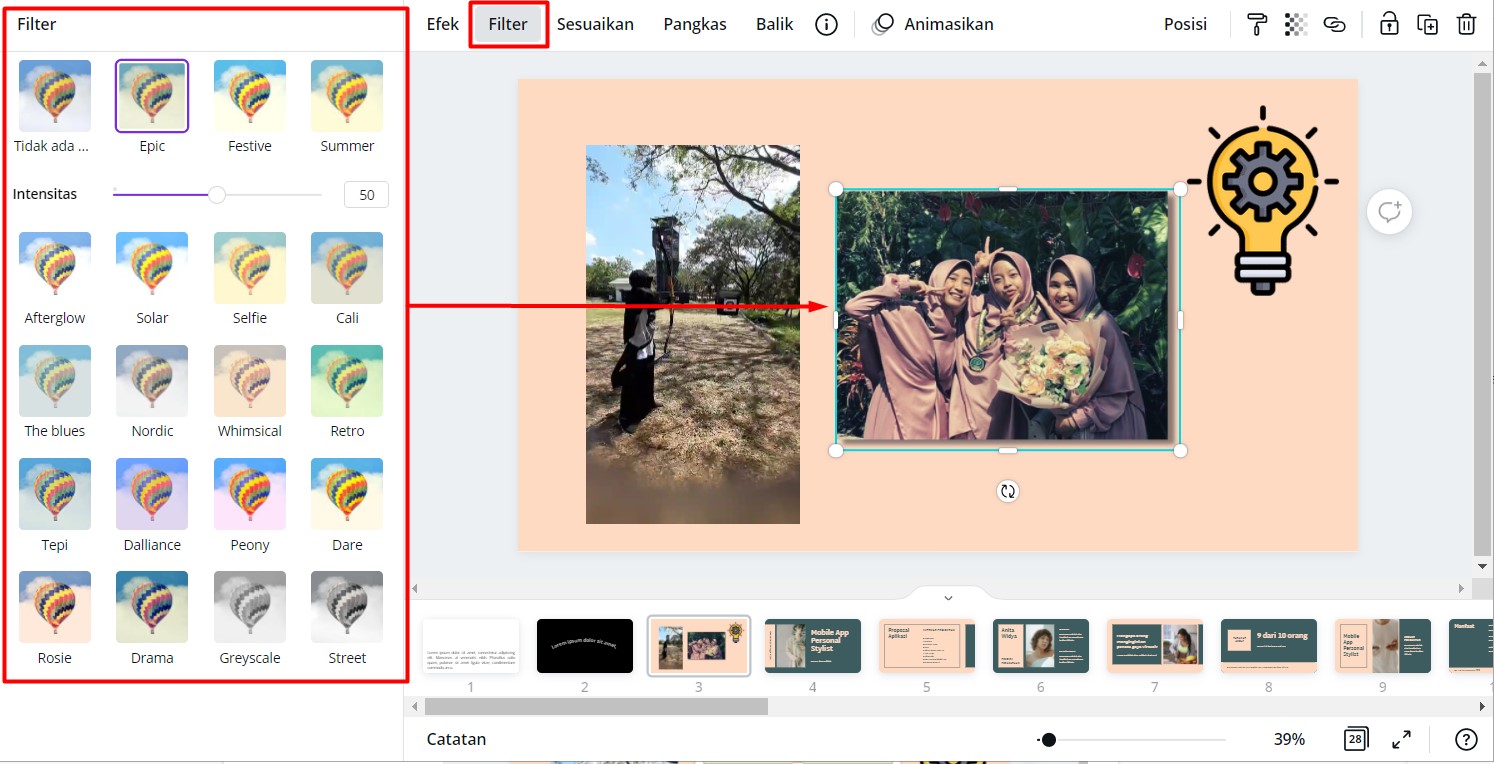 Filter
Efek
Filter
Sesuaikan
Pangkas
Balik
Animasikan
Posisi
Tidak ada ...
Epic
Festive
Summer
Intensitas
50
Afterglow
Solar
Selfie
Cali
The blues
Nordic
Whimsical
Retro
Tepi
Dalliance
Peony
Dare
Rosie
Drama
Greyscale
Street
Lorem ipsum dolor sit amet,
Mobile App
Personal
Stylist
Proposal
Aplikasi
Anita
Widya
9 dari 10 orang
Mobile
App
Personal
Stylist
Manfaat
1
2
3
4
5
6
7
8
9
Catatan
39%
28